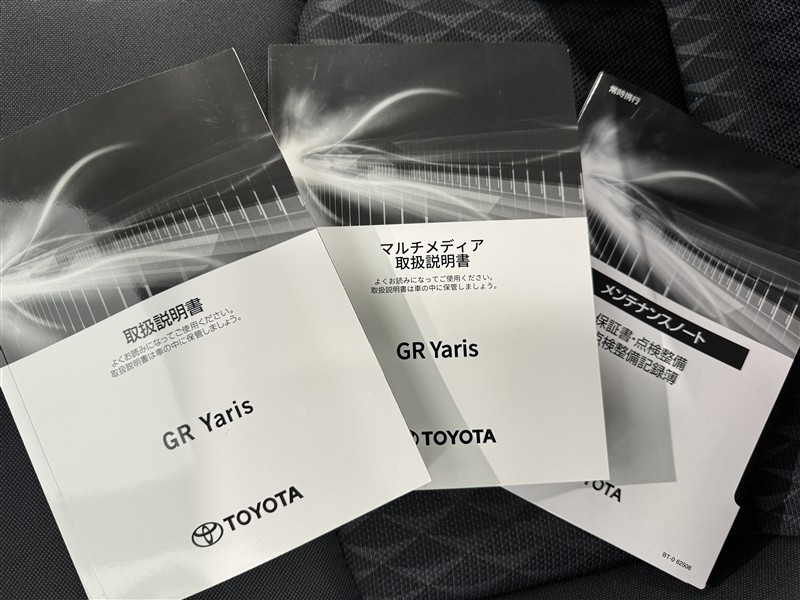 取扱説明書
よくお読みになってご使用ください。
取扱説明書は車の中に保管しましょう。
GR Yaris
TOYOTA
マルチメディア
取扱説明書
よくお読みになってご使用ください。
取扱説明書は車の中に保管しましょう。
GR Yaris
TOYOTA
常時携行
メンテナンスノート
保証書・点検整備
点検整備記録簿
TOYOTA
BT-0 62506